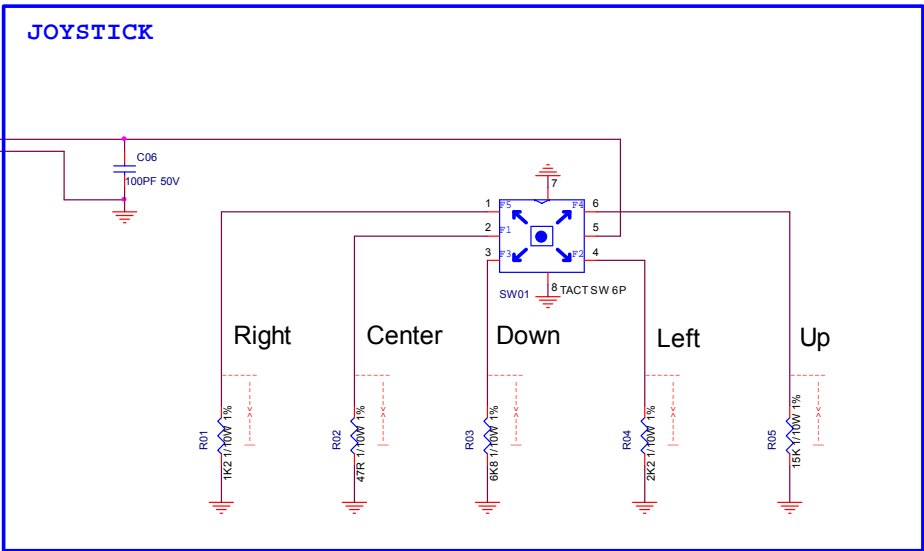 JOYSTICK
C06
100PF 50V
7
1 F5 F4 6
2 F1 5
3 F3 F2 4
SW01 8 TACT SW 6P
Right Center Down Left Up
R01 1K2 1/10W 1%
R02 47R 1/10W 1%
R03 6K8 1/10W 1%
R04 2K2 1/10W 1%
R05 15K 1/10W 1%